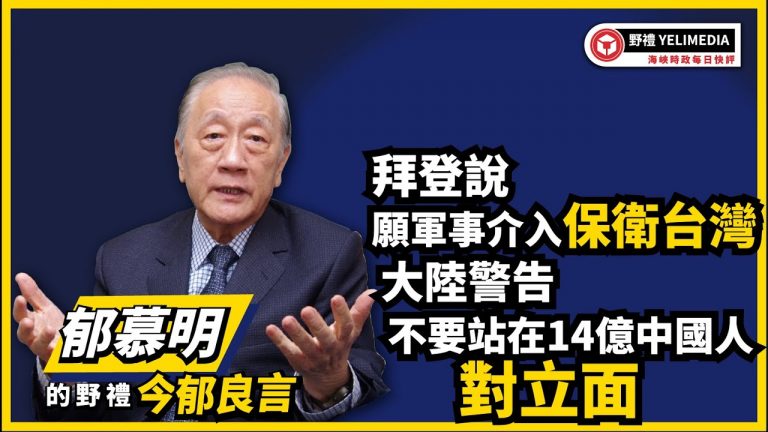 野禮 YELIMEDIA
海峽時政每日快評
拜登說
願軍事介入保衛台灣
大陸警告
不要站在14億中國人
對立面
郁慕明
的野禮今郁良言